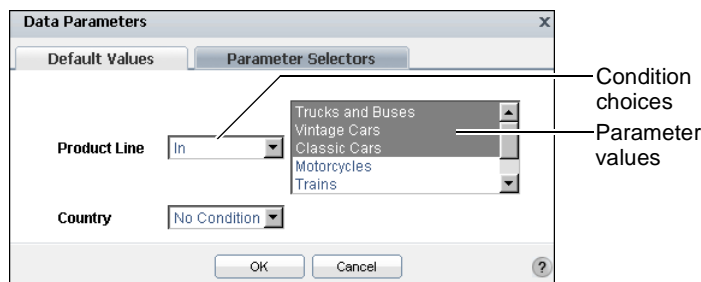 Data Parameters x
Default Values Parameter Selectors
Condition choices
Product Line In
Trucks and Buses
Vintage Cars
Classic Cars
Motorcycles
Trains
Parameter values
Country No Condition
OK Cancel ?